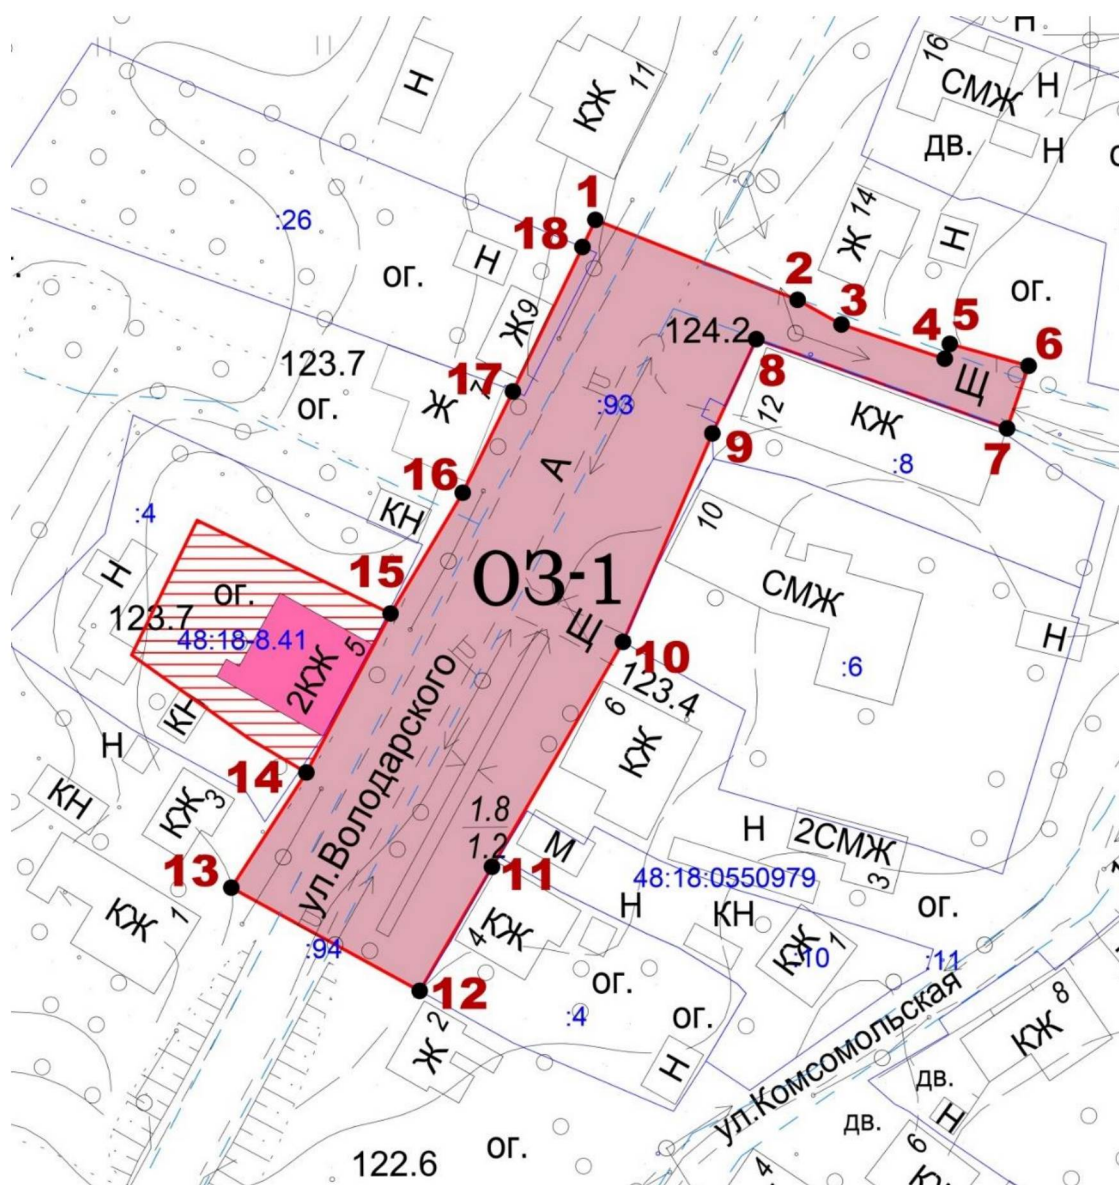 Н
КЖ
11
16
СМЖ
Н
Н
дв.
Н
1
:26
18
Ж 14
Н
Н
ог.
ог.
2
3
4
5
6
Ж9
124.2
8
Щ
123.7
17
7
Ж
ог.
:93
12
КЖ
:8
7
9
А
16
КН
10
:4
ОЗ-1
Н
15
СМЖ
ог.
123.7
48:18-8.41
5
2КЖ
Щ
10
Н
:6
123.4
6
КЖ
КН
Н
14
КН
КЖ 3
ул.Володарского
1.8
1.2
М
Н
2СМЖ
3
13
11
48:18:0550979
КЖ 1
Н
КН
ог.
4
КЖ
КЖ 1
:10
:11
:94
12
ог.
:4
ог.
8
КЖ
Ж 2
Н
ул.Комсомольская
дв.
Н
дв.
6
ог.
122.6
4.